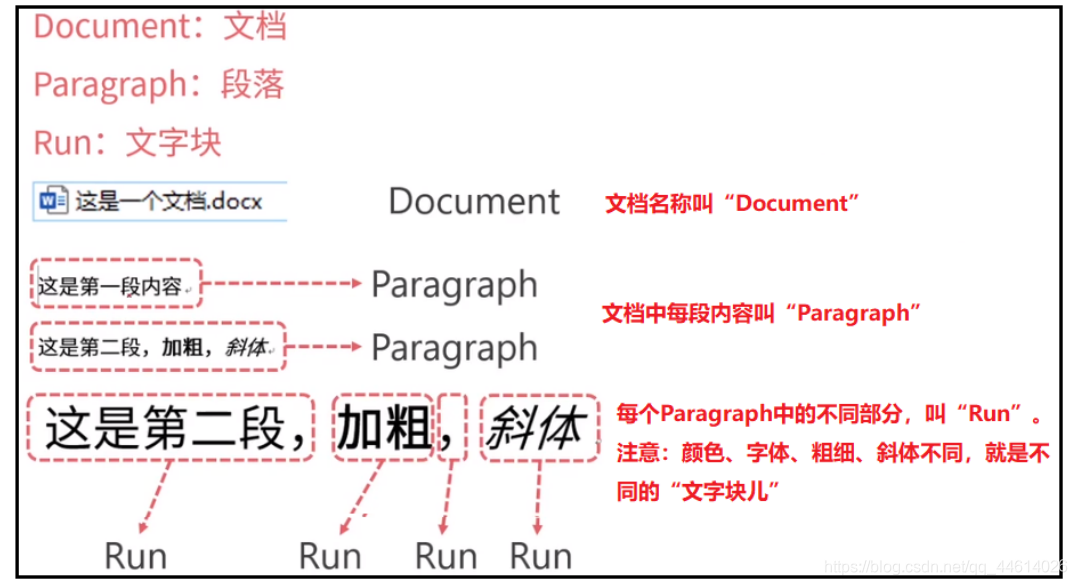 Document：文档
Paragraph：段落
Run：文字块
这是一个文档.docx
Document
文档名称叫“Document”
这是第一段内容
Paragraph
文档中每段内容叫“Paragraph”
这是第二段，加粗，斜体
Paragraph
这是第二段，加粗，斜体
每个Paragraph中的不同部分，叫“Run”。
注意：颜色、字体、粗细、斜体不同，就是不
同的“文字块儿”
Run Run Run Run
https://blog.csdn.net/qq_44614026